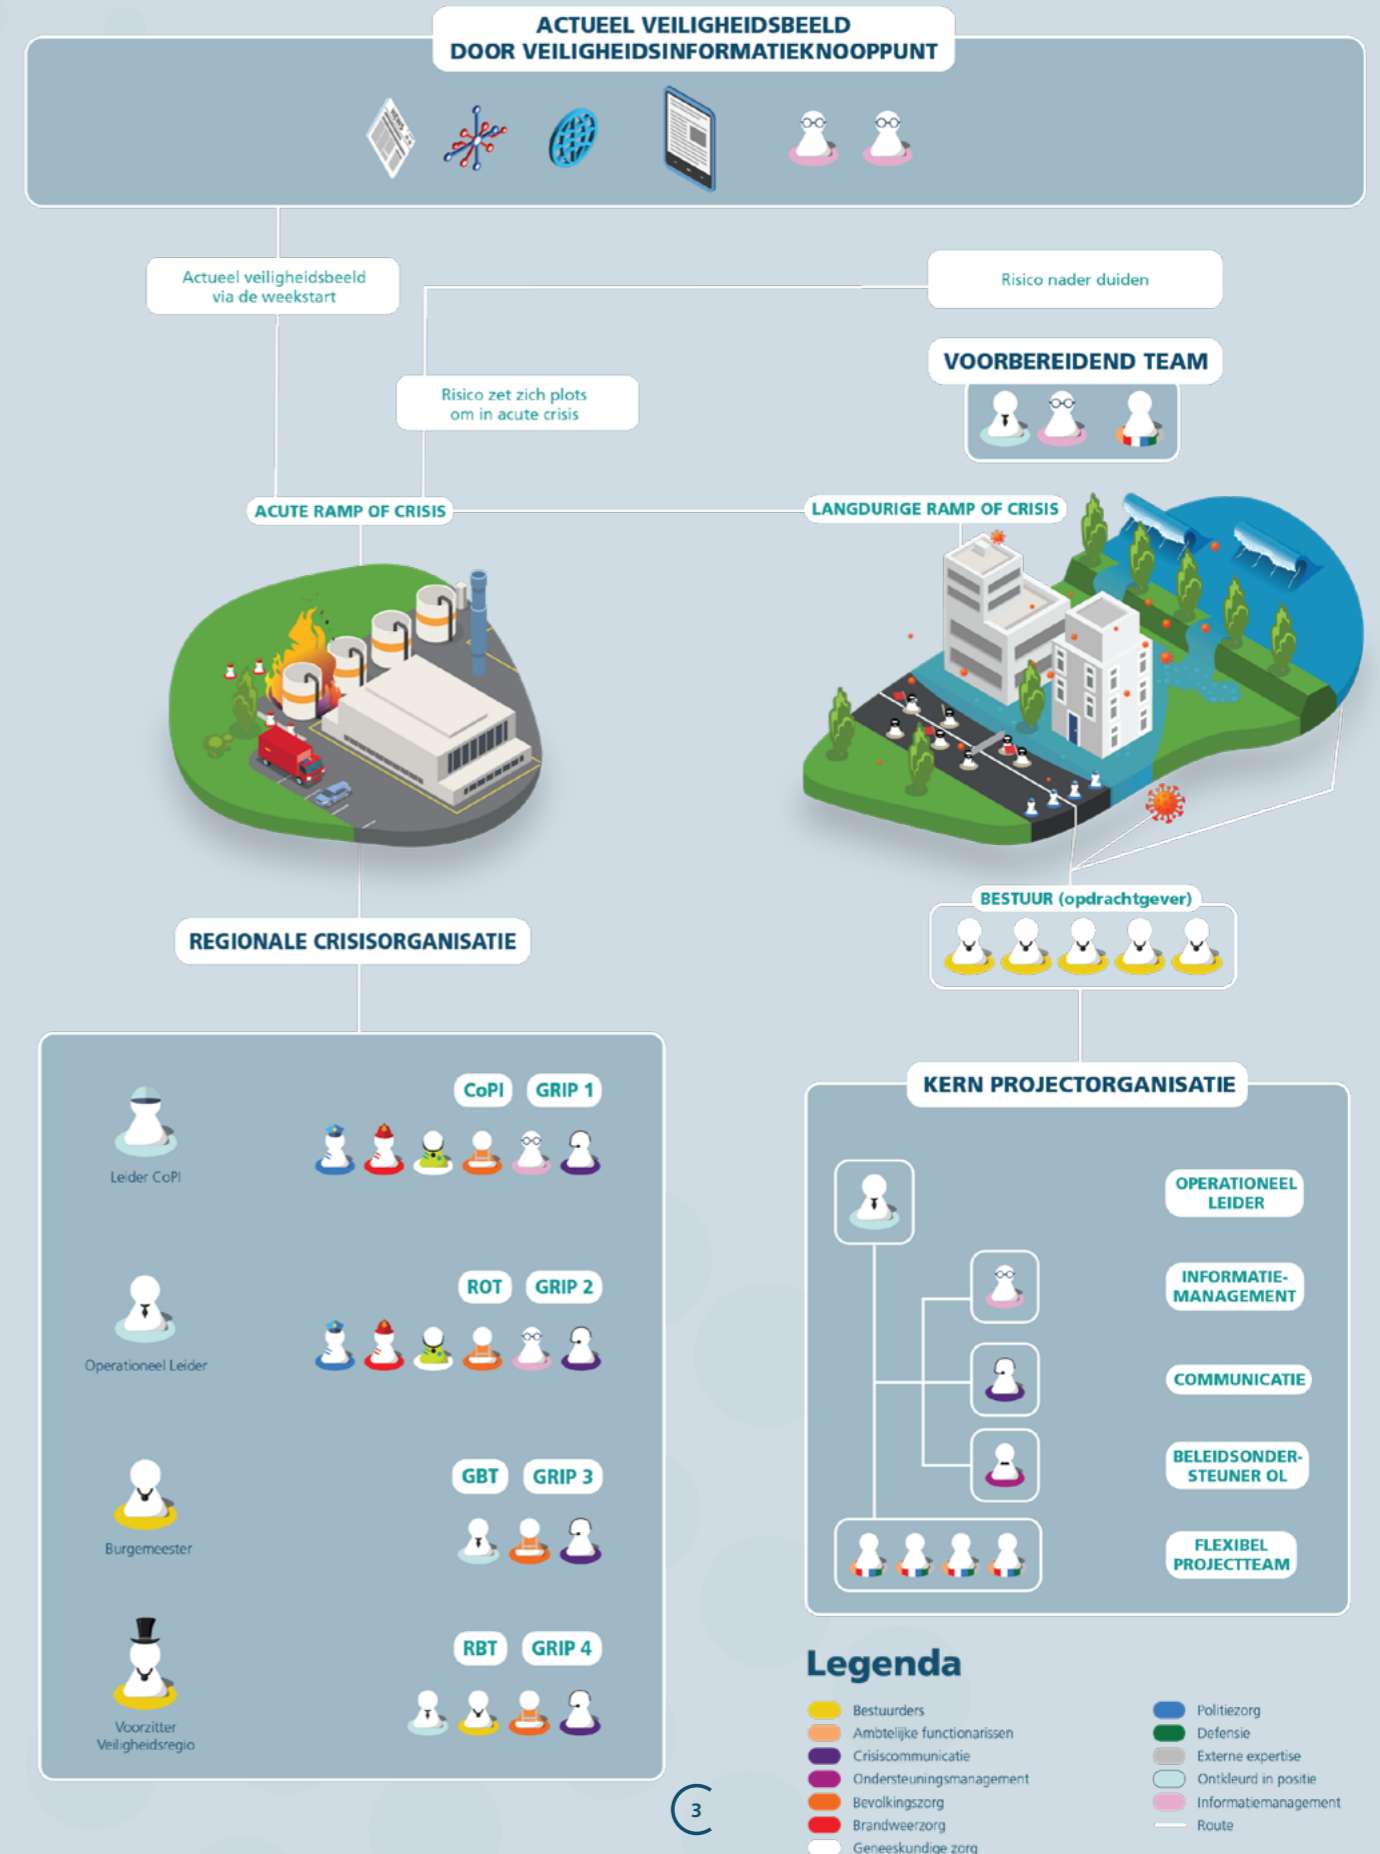 ACTUEEL VEILIGHEIDSBEELD
DOOR VEILIGHEIDSINFORMATIEKNOOPPUNT
NEWS
Actueel veiligheidsbeeld
via de weekstart
Risico nader duiden
VOORBEREIDEND TEAM
Risico zet zich plots
om in acute crisis
ACUTE RAMP OF CRISIS
LANGDURIGE RAMP OF CRISIS
BESTUUR (opdrachtgever)
REGIONALE CRISISORGANISATIE
KERN PROJECTORGANISATIE
CoPI
GRIP 1
Leider CoPI
ROT
GRIP 2
Operationeel Leider
GBT
GRIP 3
Burgemeester
RBT
GRIP 4
Voorzitter
Veiligheidsregio
OPERATIONEEL
LEIDER
INFORMATIE-
MANAGEMENT
COMMUNICATIE
BELEIDSONDER-
STEUNER OL
FLEXIBEL
PROJECTTEAM
Legenda
Bestuurders
Ambtelijke functionarissen
Crisiscommunicatie
Ondersteuningsmanagement
Bevolkingszorg
Brandweerzorg
Geneeskundige zorg
Politiezorg
Defensie
Externe expertise
Ontkleurd in positie
Informatiemanagement
Route
3